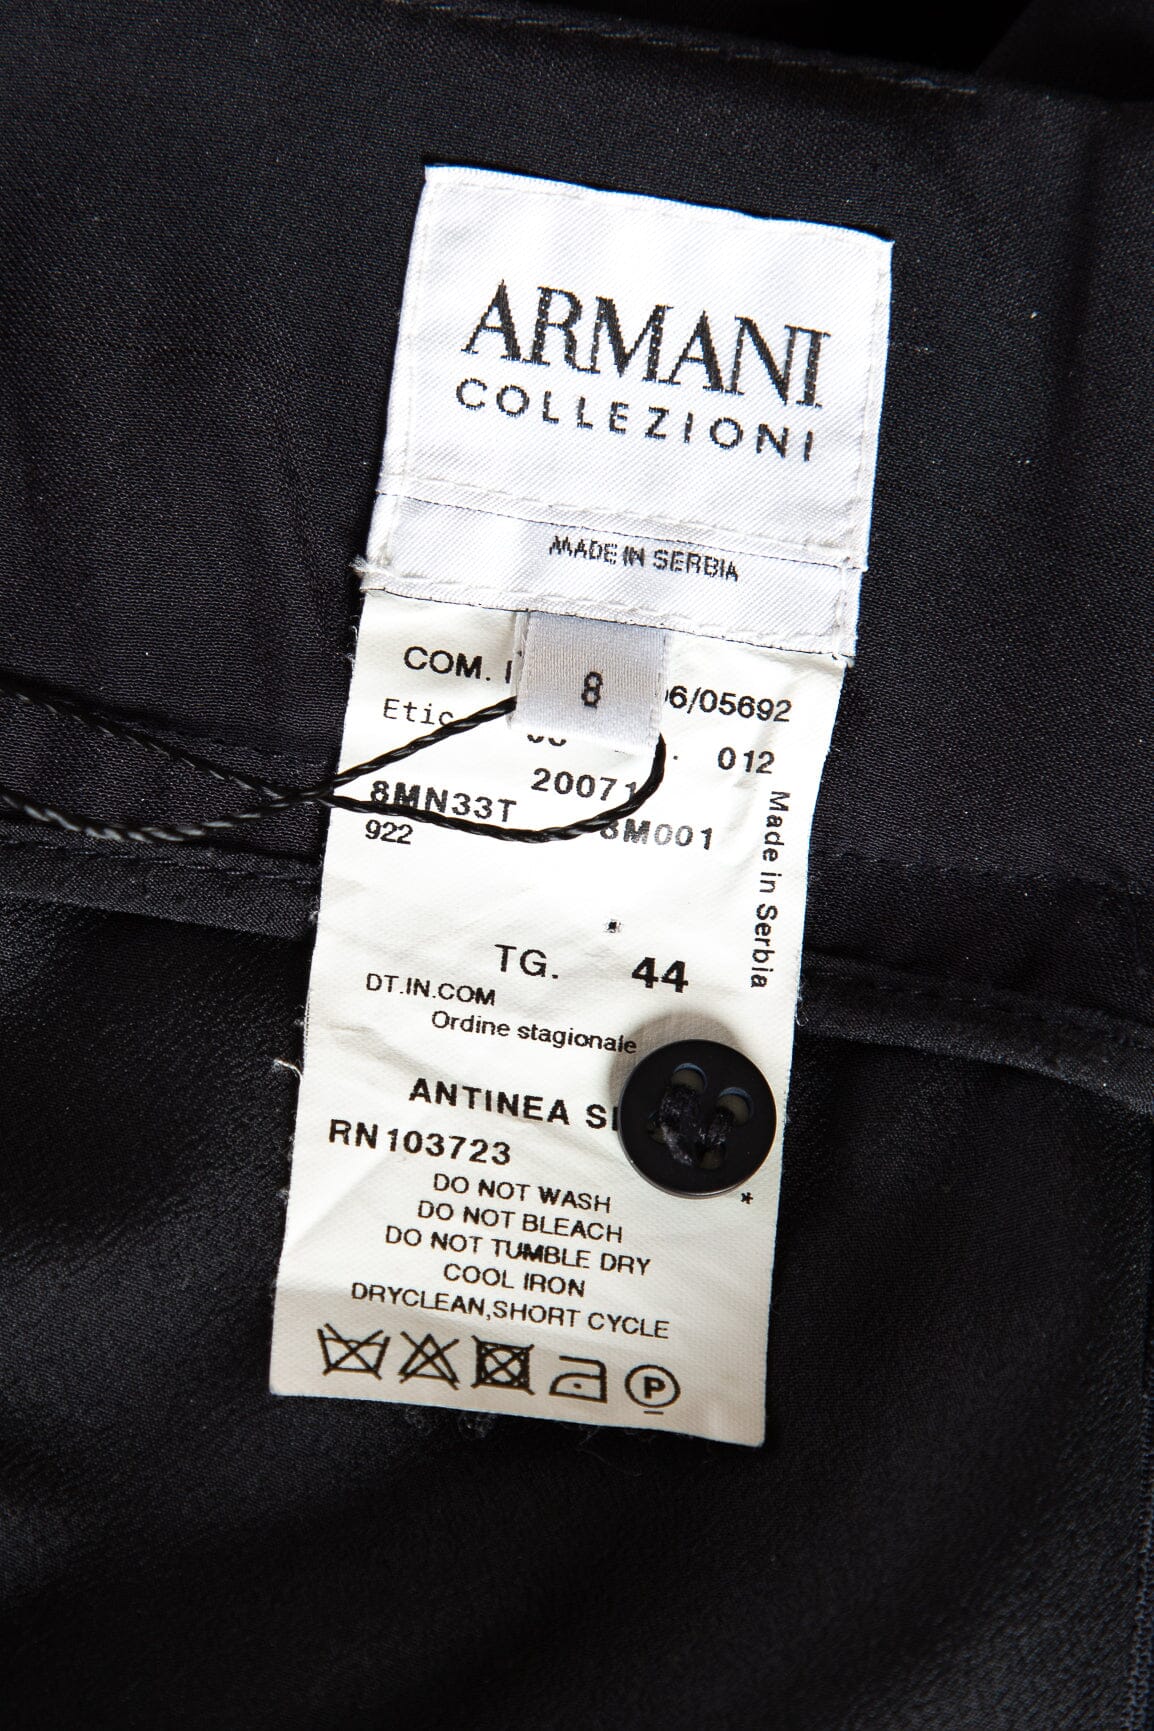 ARMANI
COLLEZIONI
MADE IN SERBIA
8
COM. 6/05692
012
20071
8MN33T 8M001
922
Made in Serbia
TG. 44
DT.IN.COM
Ordine stagionale
ANTINEA
RN103723
DO NOT WASH
DO NOT BLEACH
DO NOT TUMBLE DRY
COOL IRON
DRYCLEAN,SHORT CYCLE
P